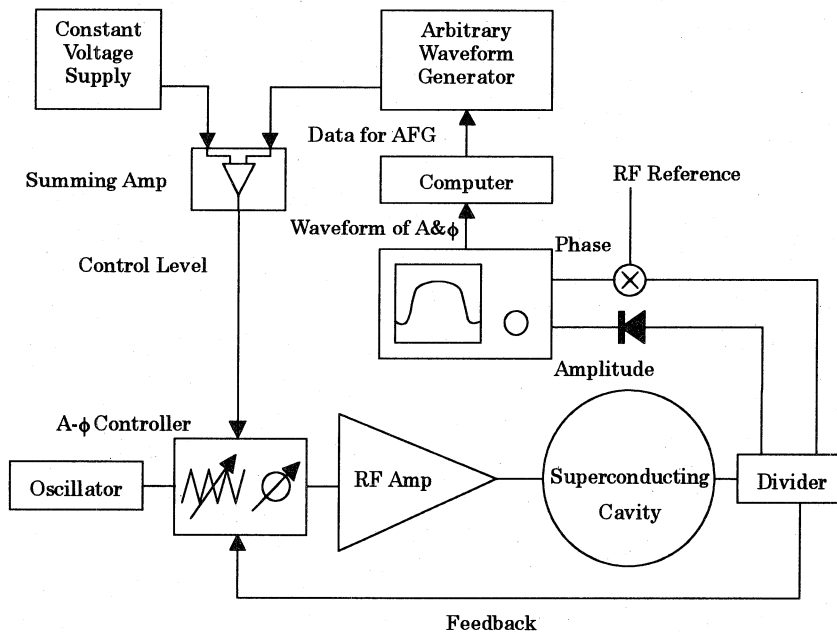 Constant
Voltage
Supply
Arbitrary
Waveform
Generator
Data for AFG
Summing Amp
Computer
RF Reference
Waveform of A&ϕ
Phase
Control Level
Amplitude
A-ϕ Controller
Oscillator
RF Amp
Superconducting
Cavity
Divider
Feedback